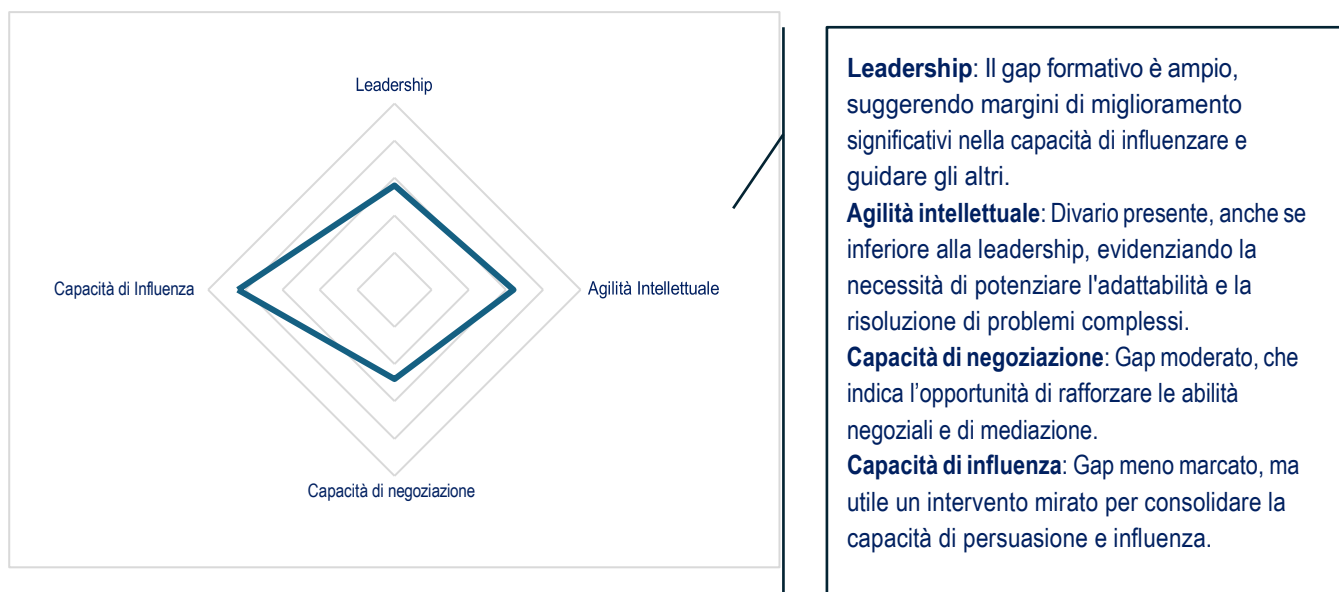 Leadership
Capacità di Influenza
Agilità Intellettuale
Capacità di negoziazione
Leadership: Il gap formativo è ampio,
suggerendo margini di miglioramento
significativi nella capacità di influenzare e
guidare gli altri.
Agilità intellettuale: Divario presente, anche se
inferiore alla leadership, evidenziando la
necessità di potenziare l'adattabilità e la
risoluzione di problemi complessi.
Capacità di negoziazione: Gap moderato, che
indica l’opportunità di rafforzare le abilità
negoziali e di mediazione.
Capacità di influenza: Gap meno marcato, ma
utile un intervento mirato per consolidare la
capacità di persuasione e influenza.